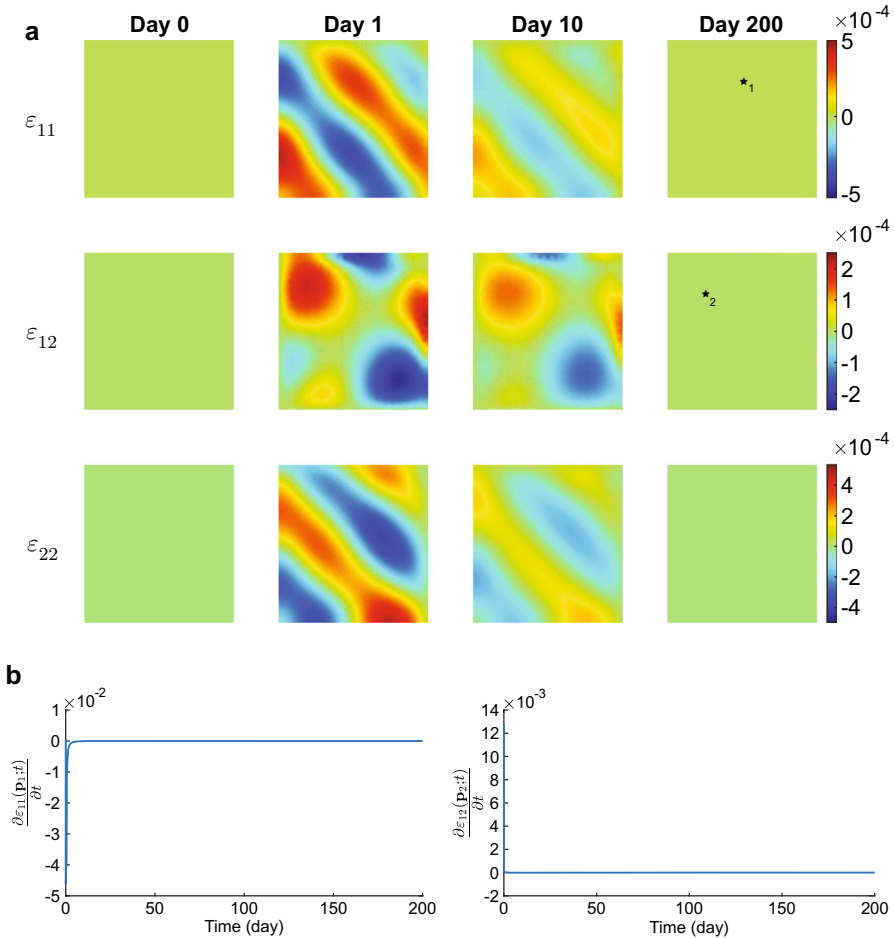 a
Day 0 Day 1 Day 10 Day 200
×10⁻⁴
ε₁₁
★₁
5
0
-5
×10⁻⁴
ε₁₂
★₂
2
1
0
-1
-2
×10⁻⁴
ε₂₂
4
2
0
-2
-4
b
×10⁻²
1
0
-1
-2
-3
-4
-5
∂ε₁₁(p₁;t)
∂t
0 50 100 150 200
Time (day)
×10⁻³
14
12
10
8
6
4
2
0
-2
∂ε₁₂(p₂;t)
∂t
0 50 100 150 200
Time (day)